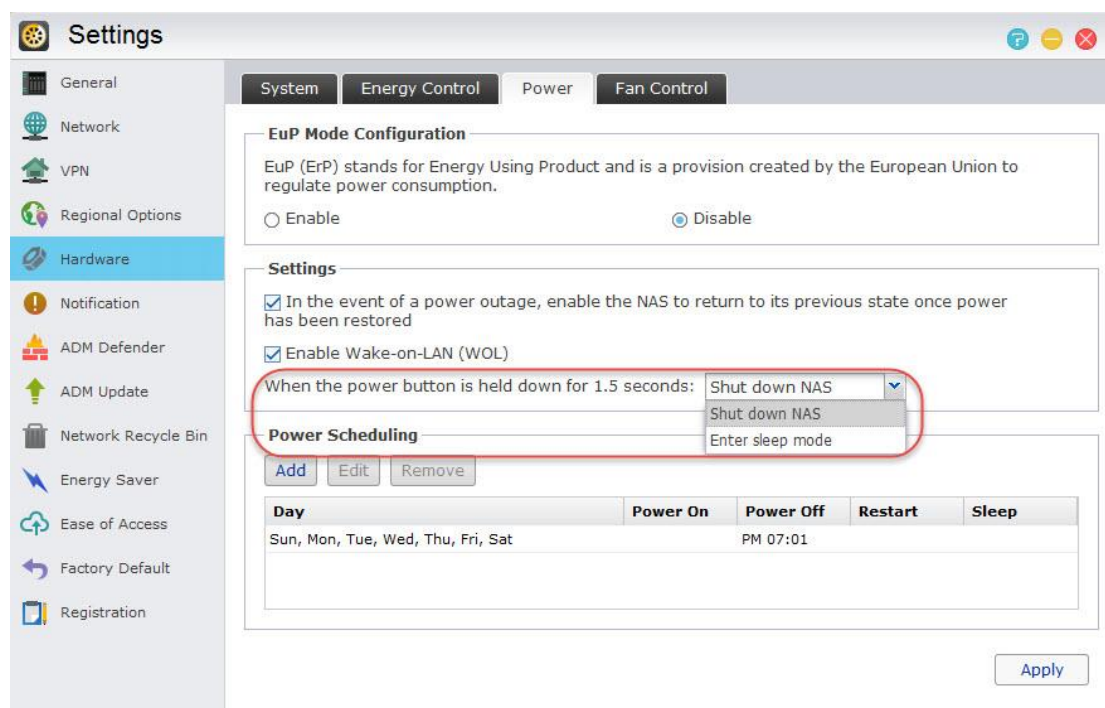 Settings
General
Network
VPN
Regional Options
Hardware
Notification
ADM Defender
ADM Update
Network Recycle Bin
Energy Saver
Ease of Access
Factory Default
Registration
System Energy Control Power Fan Control
EuP Mode Configuration
EuP (ErP) stands for Energy Using Product and is a provision created by the European Union to
regulate power consumption.
Enable Disable
Settings
In the event of a power outage, enable the NAS to return to its previous state once power
has been restored
Enable Wake-on-LAN (WOL)
When the power button is held down for 1.5 seconds: Shut down NAS
Shut down NAS
Enter sleep mode
Power Scheduling
Add Edit Remove
Day Power On Power Off Restart Sleep
Sun, Mon, Tue, Wed, Thu, Fri, Sat PM 07:01
Apply